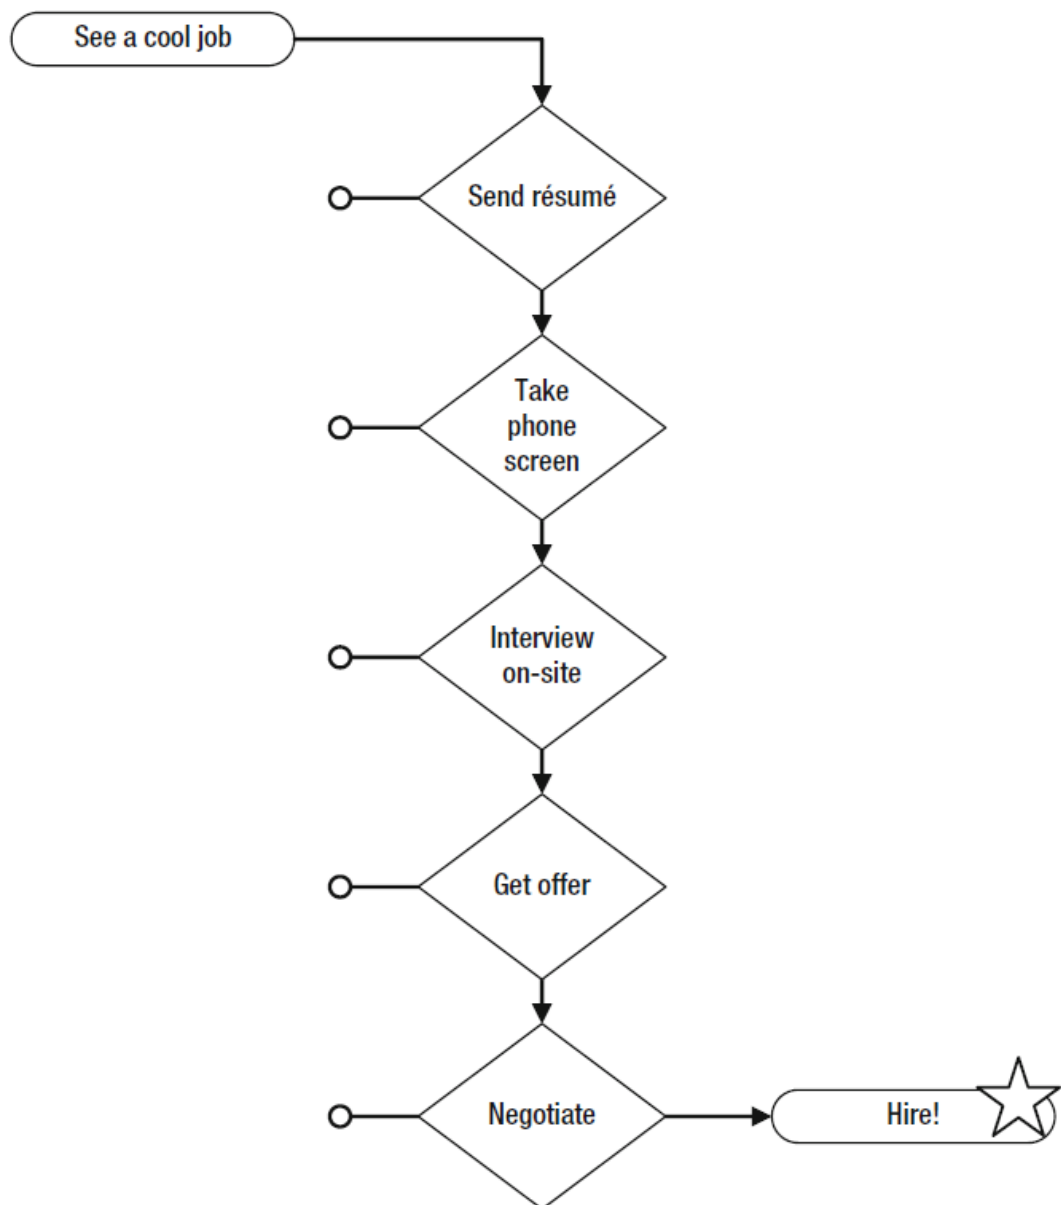 See a cool job
Send résumé
Take
phone
screen
Interview
on-site
Get offer
Negotiate
Hire!